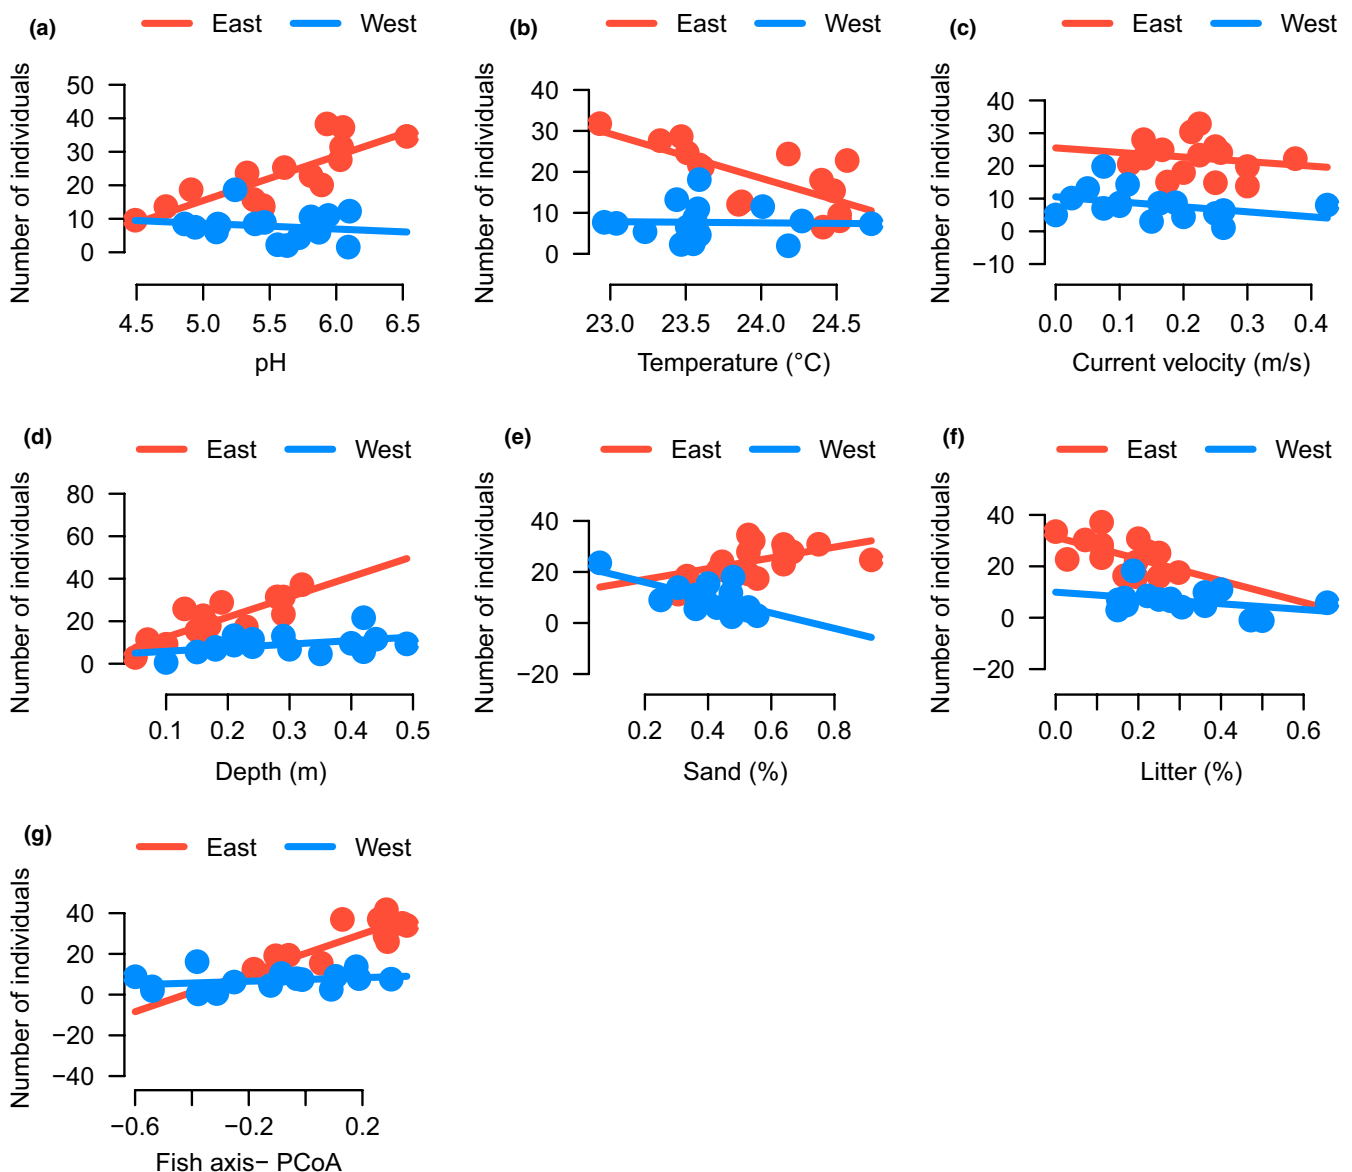 (a) East West
Number of individuals
50
40
30
20
10
0
4.5 5.0 5.5 6.0 6.5
pH
(b) East West
Number of individuals
40
30
20
10
0
23.0 23.5 24.0 24.5
Temperature (°C)
(c) East West
Number of individuals
40
30
20
10
0
−10
0.0 0.1 0.2 0.3 0.4
Current velocity (m/s)
(d) East West
Number of individuals
80
60
40
20
0
0.1 0.2 0.3 0.4 0.5
Depth (m)
(e) East West
Number of individuals
40
20
0
−20
0.2 0.4 0.6 0.8
Sand (%)
(f) East West
Number of individuals
40
20
0
−20
0.0 0.2 0.4 0.6
Litter (%)
(g) East West
Number of individuals
40
20
0
−20
−40
−0.6 −0.2 0.2
Fish axis− PCoA